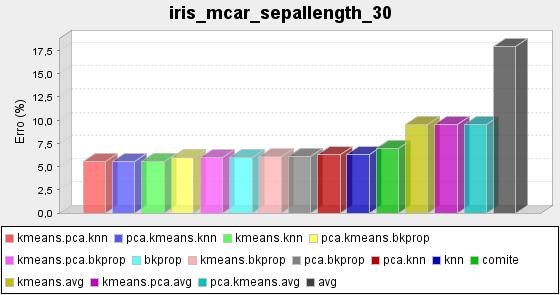 iris_mcar_sepallength_30
Erro (%)
17,5
15,0
12,5
10,0
7,5
5,0
2,5
0,0
kmeans.pca.knn pca.kmeans.knn kmeans.knn pca.kmeans.bkprop
kmeans.pca.bkprop bkprop kmeans.bkprop pca.bkprop pca.knn knn comite
kmeans.avg kmeans.pca.avg pca.kmeans.avg avg